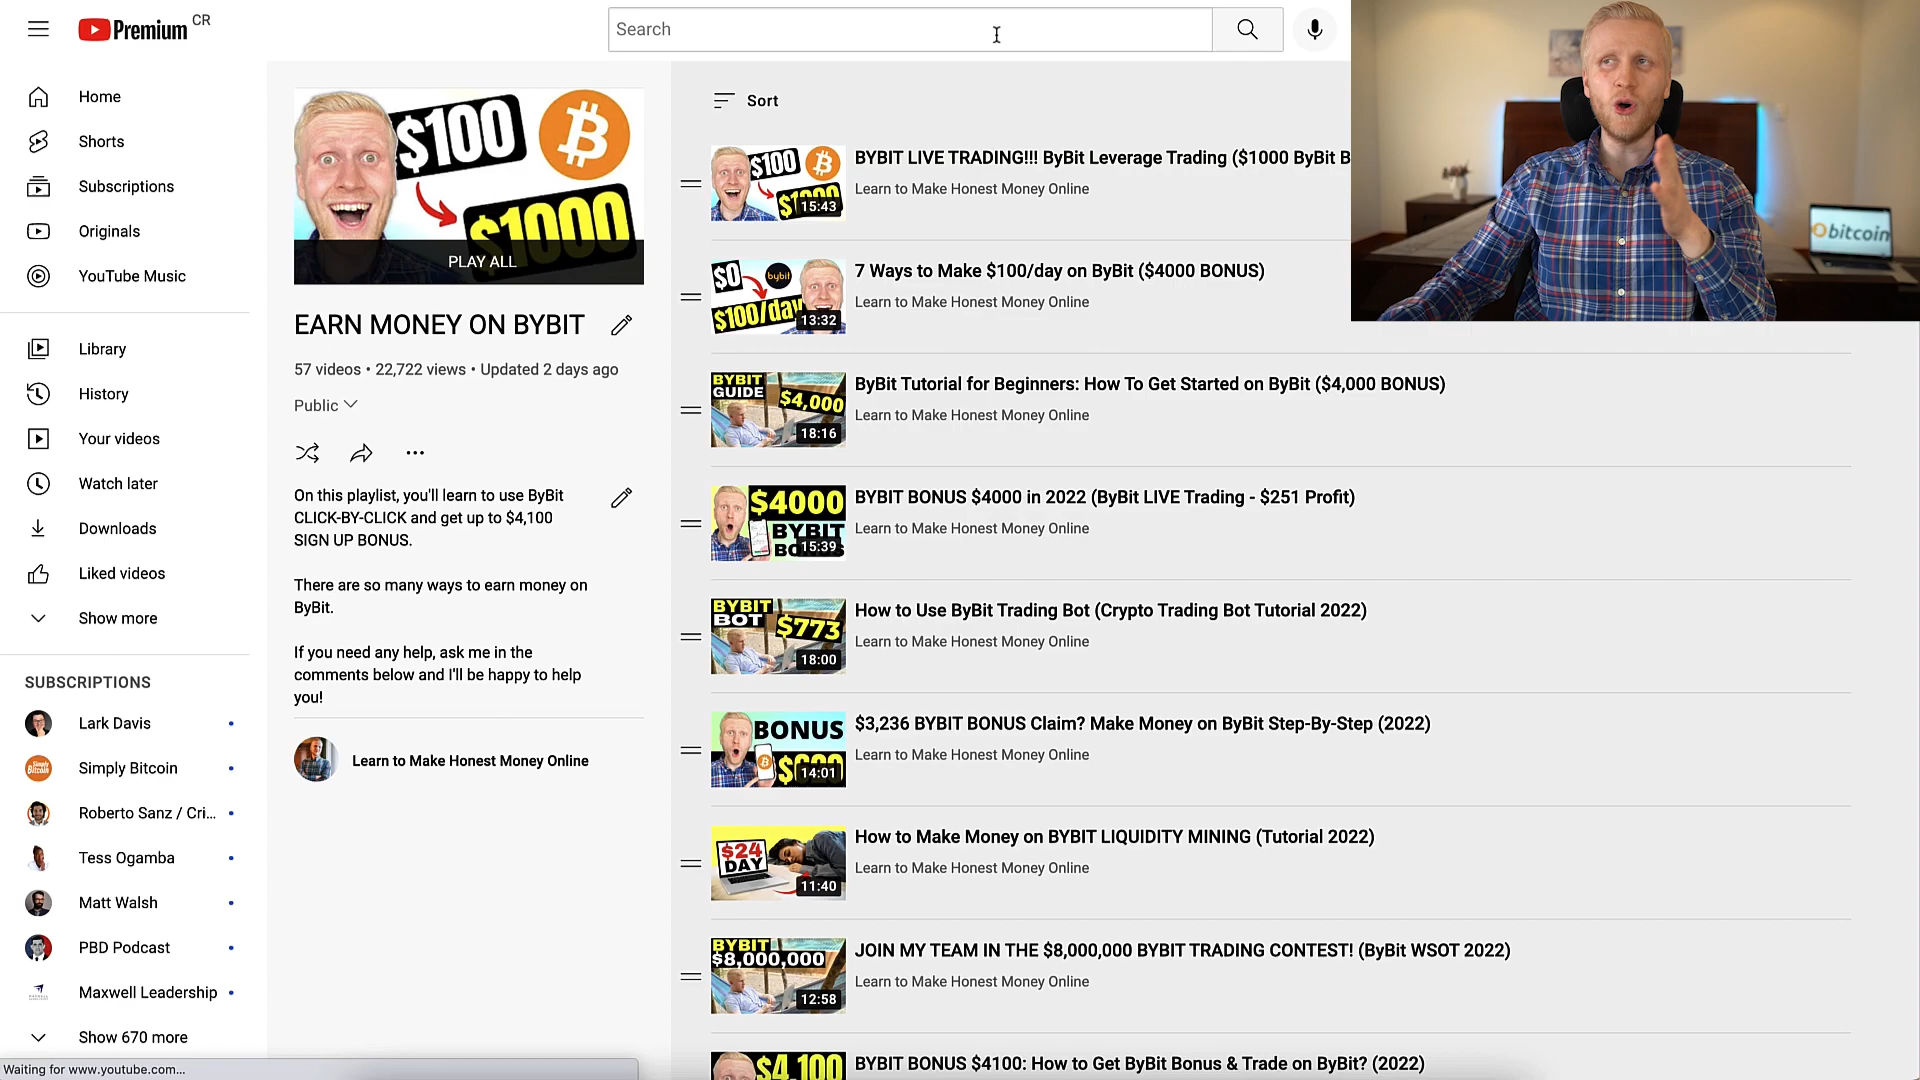 Premium CR
Search
Home
Shorts
Subscriptions
Originals
YouTube Music
Library
History
Your videos
Watch later
Downloads
Liked videos
Show more
SUBSCRIPTIONS
Lark Davis
Simply Bitcoin
Roberto Sanz / Cri...
Tess Ogamba
Matt Walsh
PBD Podcast
Maxwell Leadership
Show 670 more
Waiting for www.youtube.com...
$100
$1000
PLAY ALL
EARN MONEY ON BYBIT
57 videos • 22,722 views • Updated 2 days ago
Public
On this playlist, you'll learn to use ByBit
CLICK-BY-CLICK and get up to $4,100
SIGN UP BONUS.
There are so many ways to earn money on
ByBit.
If you need any help, ask me in the
comments below and I'll be happy to help
you!
Learn to Make Honest Money Online
Sort
$100
15:43
BYBIT LIVE TRADING!!! ByBit Leverage Trading ($1000 ByBit B
Learn to Make Honest Money Online
$0
bybit
$100/day
13:32
7 Ways to Make $100/day on ByBit ($4000 BONUS)
Learn to Make Honest Money Online
BYBIT
GUIDE
$4,000
18:16
ByBit Tutorial for Beginners: How To Get Started on ByBit ($4,000 BONUS)
Learn to Make Honest Money Online
$4000
BYBIT
BONUS
15:39
BYBIT BONUS $4000 in 2022 (ByBit LIVE Trading - $251 Profit)
Learn to Make Honest Money Online
BYBIT
BOT
$773
18:00
How to Use ByBit Trading Bot (Crypto Trading Bot Tutorial 2022)
Learn to Make Honest Money Online
BONUS
14:01
$3,236 BYBIT BONUS Claim? Make Money on ByBit Step-By-Step (2022)
Learn to Make Honest Money Online
$24
DAY
11:40
How to Make Money on BYBIT LIQUIDITY MINING (Tutorial 2022)
Learn to Make Honest Money Online
BYBIT
$8,000,000
12:58
JOIN MY TEAM IN THE $8,000,000 BYBIT TRADING CONTEST! (ByBit WSOT 2022)
Learn to Make Honest Money Online
$4,100
BYBIT BONUS $4100: How to Get ByBit Bonus & Trade on ByBit? (2022)
bitcoin